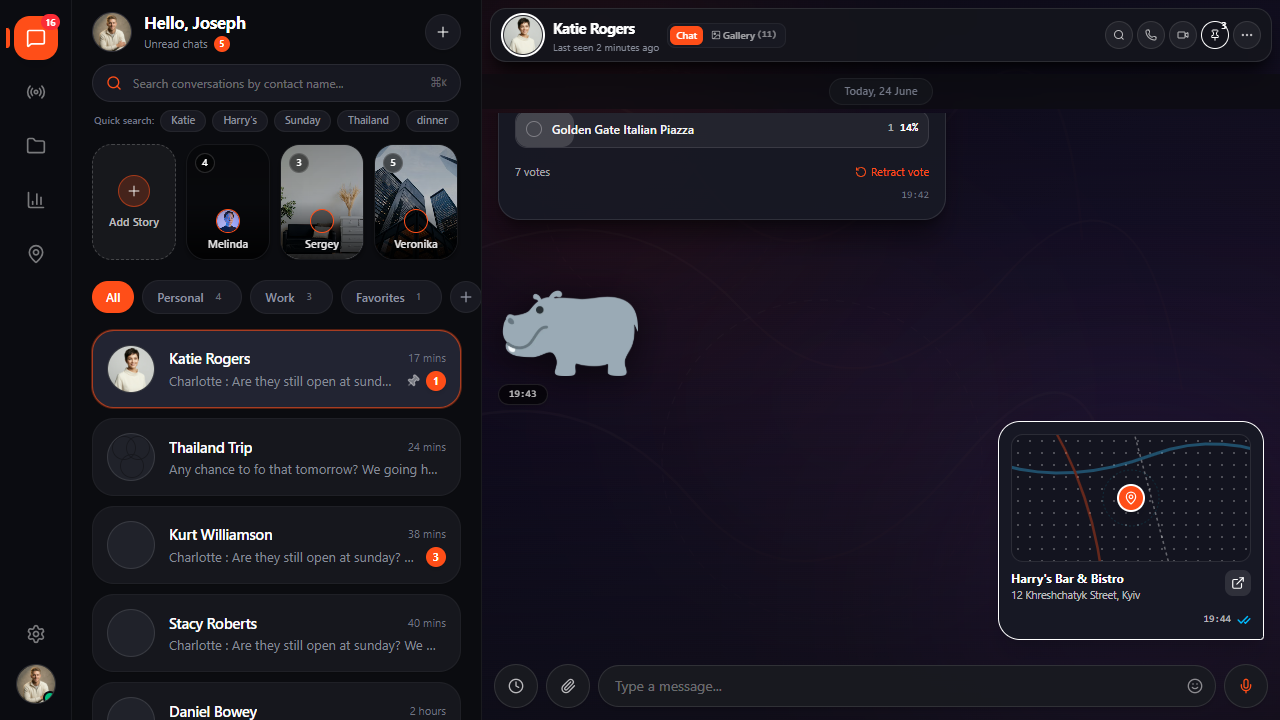 16
Hello, Joseph
Unread chats 5
Search conversations by contact name... ⌘K
Quick search: Katie Harry's Sunday Thailand dinner
Add Story
4
Melinda
3
Sergey
5
Veronika
All Personal 4 Work 3 Favorites 1
Katie Rogers 17 mins
Charlotte : Are they still open at sund... 1
Thailand Trip 24 mins
Any chance to fo that tomorrow? We going h...
Kurt Williamson 38 mins
Charlotte : Are they still open at sunday? ... 3
Stacy Roberts 40 mins
Charlotte : Are they still open at sunday? We ...
Daniel Bowey 2 hours
Katie Rogers
Last seen 2 minutes ago
Chat Gallery (11)
3
Today, 24 June
Golden Gate Italian Piazza 1 14%
7 votes Retract vote
19:42
19:43
Harry's Bar & Bistro
12 Khreshchatyk Street, Kyiv
19:44
Type a message...